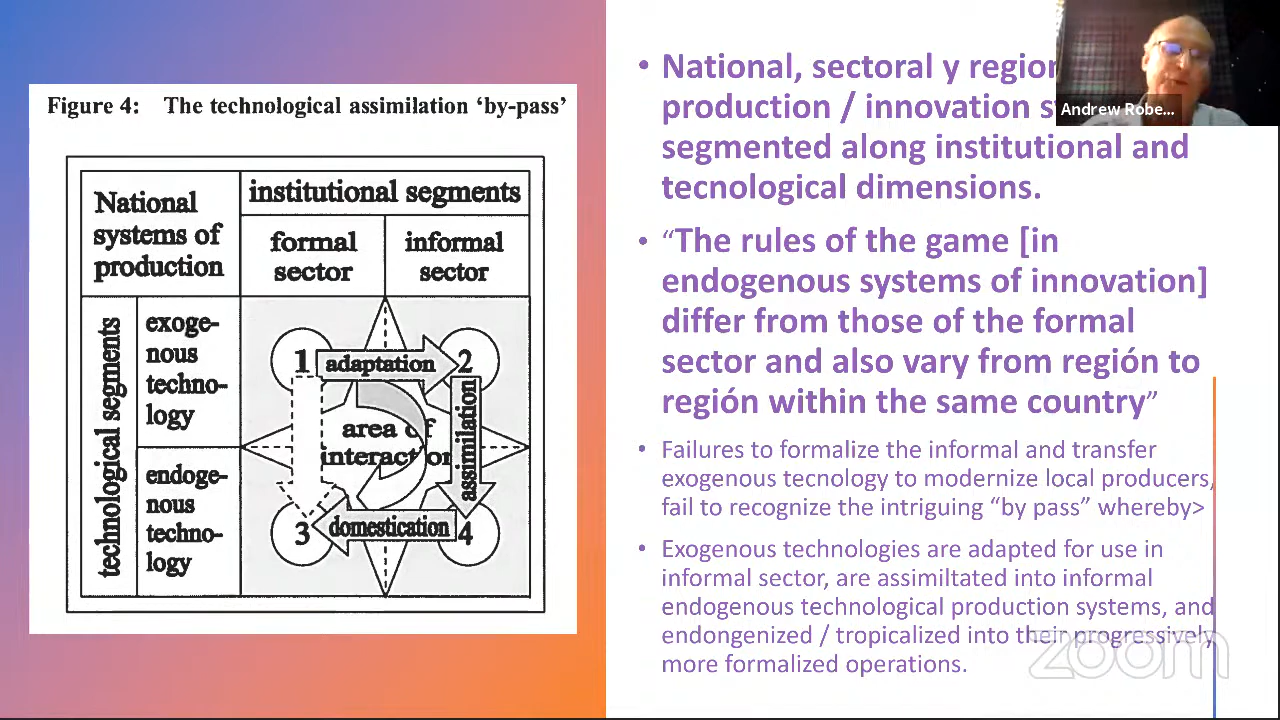 Figure 4: The technological assimilation ‘by-pass’
National
systems of
production
institutional segments
formal
sector
informal
sector
technological segments
exoge-
nous
techno-
logy
endoge-
nous
techno-
logy
1
adaptation
2
area of
interaction
assimilation
3
domestication
4
• National, sectoral y region
production / innovation s
segmented along institutional and
tecnological dimensions.
• “The rules of the game [in
endogenous systems of innovation]
differ from those of the formal
sector and also vary from región to
región within the same country”
• Failures to formalize the informal and transfer
exogenous tecnology to modernize local producers,
fail to recognize the intriguing “by pass” whereby>
• Exogenous technologies are adapted for use in
informal sector, are assimiltated into informal
endogenous technological production systems, and
endongenized / tropicalized into their progressively
more formalized operations.
Andrew Robe...
zoom